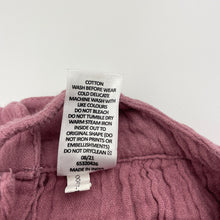 COTTON
WASH BEFORE WEAR
COLD DELICATE
MACHINE WASH WITH
LIKE COLOURS
DO NOT BLEACH
DO NOT TUMBLE DRY
WARM STEAM IRON
INSIDE OUT TO
ORIGINAL SHAPE (DO
NOT IRON PRINTS OR
EMBELLISHMENTS)
DO NOT DRYCLEAN
08/21
65320426
MADE IN INDIA